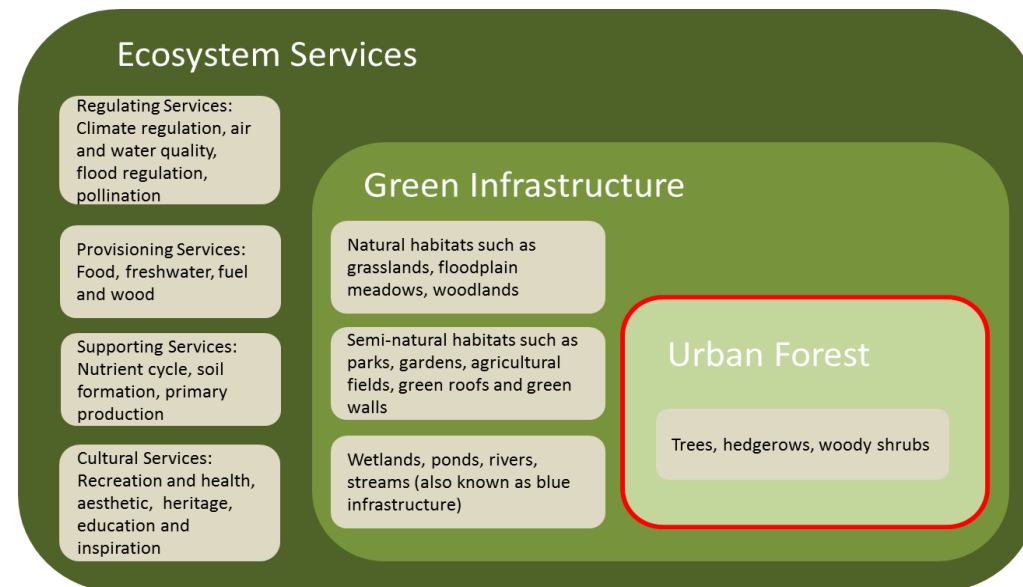 Ecosystem Services
Regulating Services:
Climate regulation, air
and water quality,
flood regulation,
pollination
Provisioning Services:
Food, freshwater, fuel
and wood
Supporting Services:
Nutrient cycle, soil
formation, primary
production
Cultural Services:
Recreation and health,
aesthetic, heritage,
education and
inspiration
Green Infrastructure
Natural habitats such as
grasslands, floodplain
meadows, woodlands
Semi-natural habitats such as
parks, gardens, agricultural
fields, green roofs and green
walls
Wetlands, ponds, rivers,
streams (also known as blue
infrastructure)
Urban Forest
Trees, hedgerows, woody shrubs